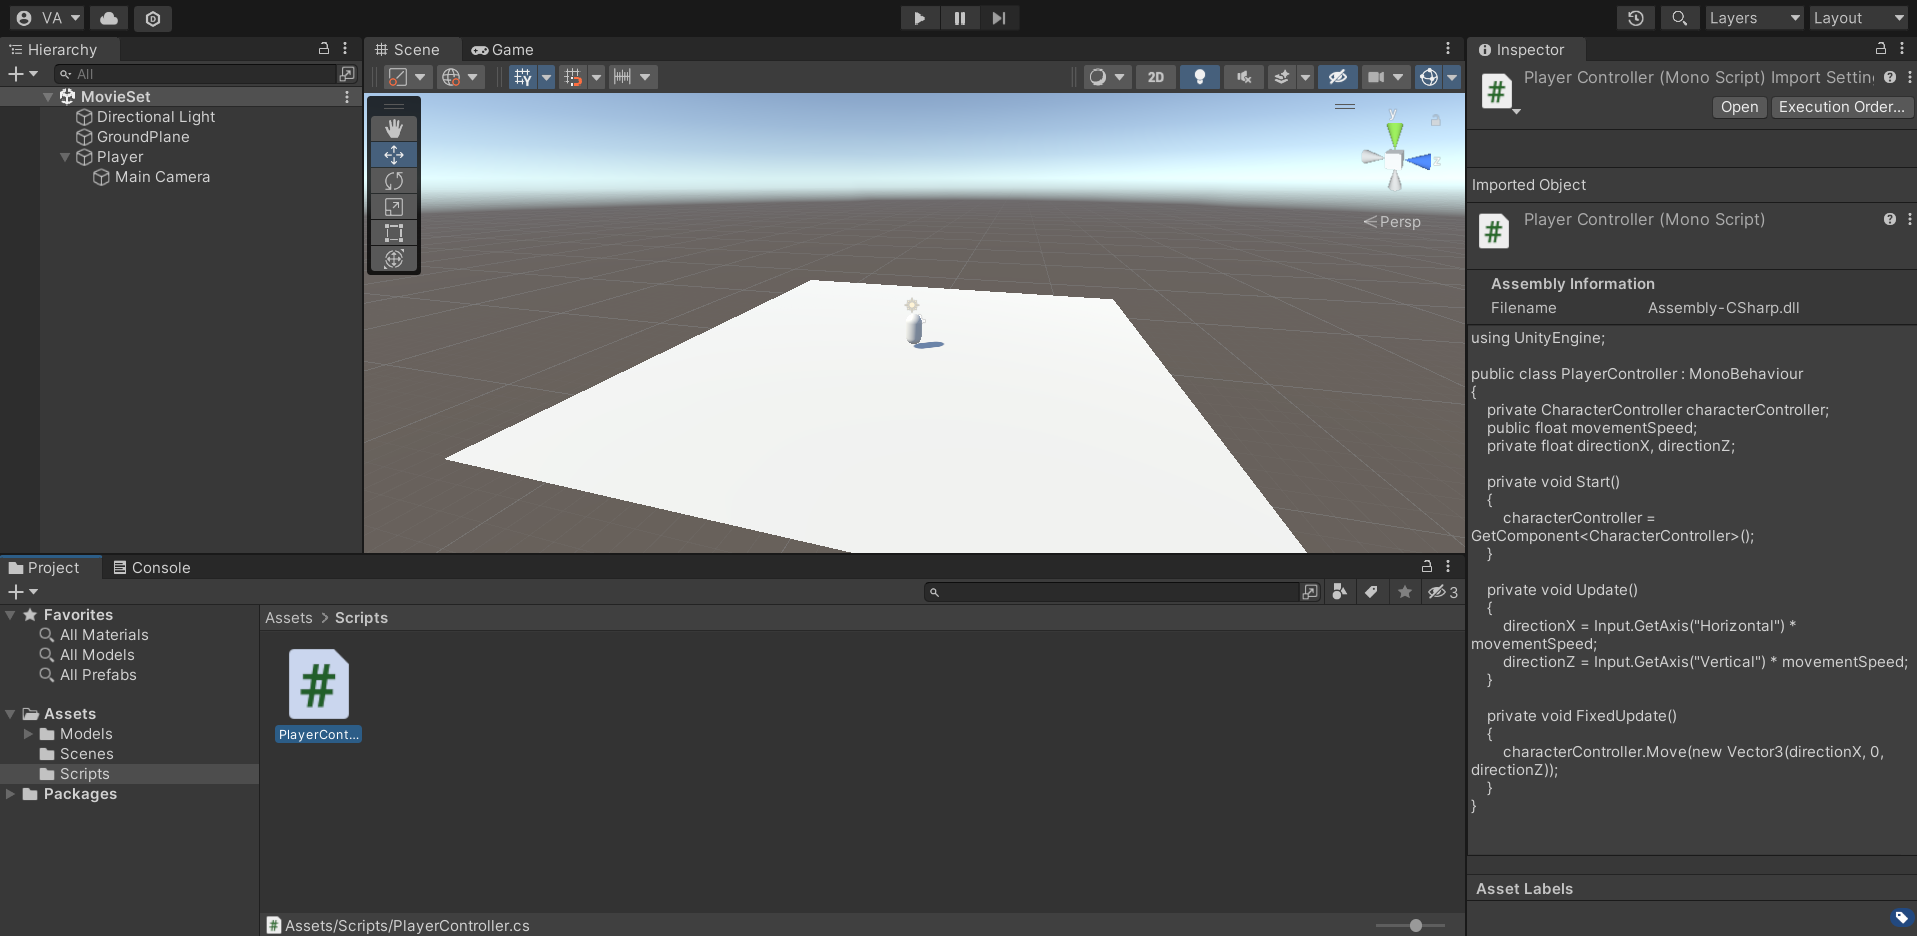 VA
Layers
Layout
Hierarchy
All
MovieSet
Directional Light
GroundPlane
Player
Main Camera
Scene
Game
2D
y
z
Persp
Inspector
Player Controller (Mono Script) Import Settin
Open
Execution Order...
Imported Object
Player Controller (Mono Script)
Assembly Information
Filename Assembly-CSharp.dll
using UnityEngine;
public class PlayerController : MonoBehaviour
{
private CharacterController characterController;
public float movementSpeed;
private float directionX, directionZ;
private void Start()
{
characterController =
GetComponent<CharacterController>();
}
private void Update()
{
directionX = Input.GetAxis("Horizontal") *
movementSpeed;
directionZ = Input.GetAxis("Vertical") * movementSpeed;
}
private void FixedUpdate()
{
characterController.Move(new Vector3(directionX, 0,
directionZ));
}
}
Asset Labels
Project
Console
3
Favorites
All Materials
All Models
All Prefabs
Assets
Models
Scenes
Scripts
Packages
Assets > Scripts
#
PlayerCont...
Assets/Scripts/PlayerController.cs